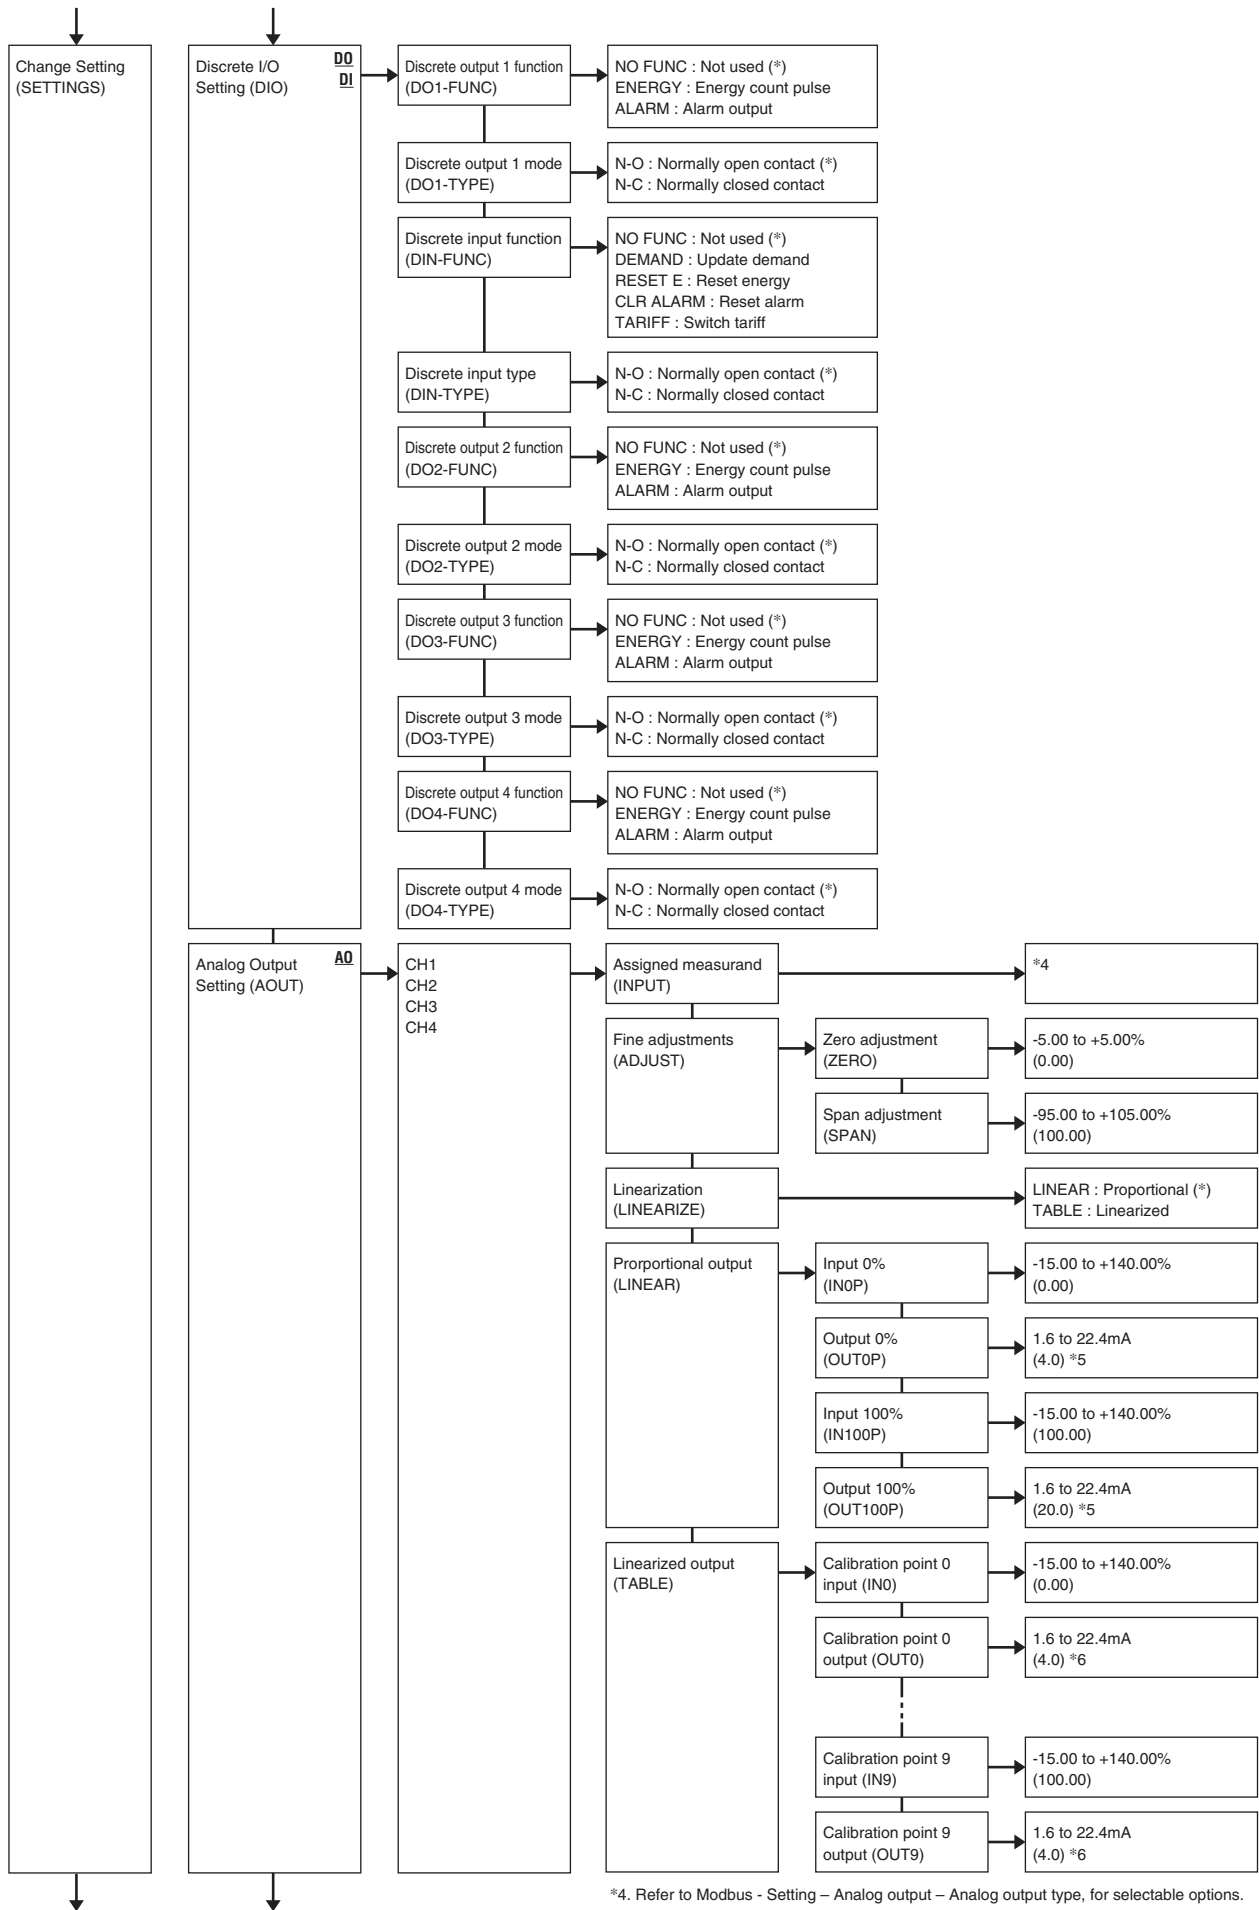 Change Setting
(SETTINGS)
Discrete I/O
Setting (DIO)
DO
DI
Discrete output 1 function
(DO1-FUNC)
NO FUNC : Not used (*)
ENERGY : Energy count pulse
ALARM : Alarm output
Discrete output 1 mode
(DO1-TYPE)
N-O : Normally open contact (*)
N-C : Normally closed contact
Discrete input function
(DIN-FUNC)
NO FUNC : Not used (*)
DEMAND : Update demand
RESET E : Reset energy
CLR ALARM : Reset alarm
TARIFF : Switch tariff
Discrete input type
(DIN-TYPE)
N-O : Normally open contact (*)
N-C : Normally closed contact
Discrete output 2 function
(DO2-FUNC)
NO FUNC : Not used (*)
ENERGY : Energy count pulse
ALARM : Alarm output
Discrete output 2 mode
(DO2-TYPE)
N-O : Normally open contact (*)
N-C : Normally closed contact
Discrete output 3 function
(DO3-FUNC)
NO FUNC : Not used (*)
ENERGY : Energy count pulse
ALARM : Alarm output
Discrete output 3 mode
(DO3-TYPE)
N-O : Normally open contact (*)
N-C : Normally closed contact
Discrete output 4 function
(DO4-FUNC)
NO FUNC : Not used (*)
ENERGY : Energy count pulse
ALARM : Alarm output
Discrete output 4 mode
(DO4-TYPE)
N-O : Normally open contact (*)
N-C : Normally closed contact
Analog Output
Setting (AOUT)
AO
CH1
CH2
CH3
CH4
Assigned measurand
(INPUT)
*4
Fine adjustments
(ADJUST)
Zero adjustment
(ZERO)
-5.00 to +5.00%
(0.00)
Span adjustment
(SPAN)
-95.00 to +105.00%
(100.00)
Linearization
(LINEARIZE)
LINEAR : Proportional (*)
TABLE : Linearized
Prorportional output
(LINEAR)
Input 0%
(IN0P)
-15.00 to +140.00%
(0.00)
Output 0%
(OUT0P)
1.6 to 22.4mA
(4.0) *5
Input 100%
(IN100P)
-15.00 to +140.00%
(100.00)
Output 100%
(OUT100P)
1.6 to 22.4mA
(20.0) *5
Linearized output
(TABLE)
Calibration point 0
input (IN0)
-15.00 to +140.00%
(0.00)
Calibration point 0
output (OUT0)
1.6 to 22.4mA
(4.0) *6
Calibration point 9
input (IN9)
-15.00 to +140.00%
(100.00)
Calibration point 9
output (OUT9)
1.6 to 22.4mA
(4.0) *6
*4. Refer to Modbus - Setting – Analog output – Analog output type, for selectable options.